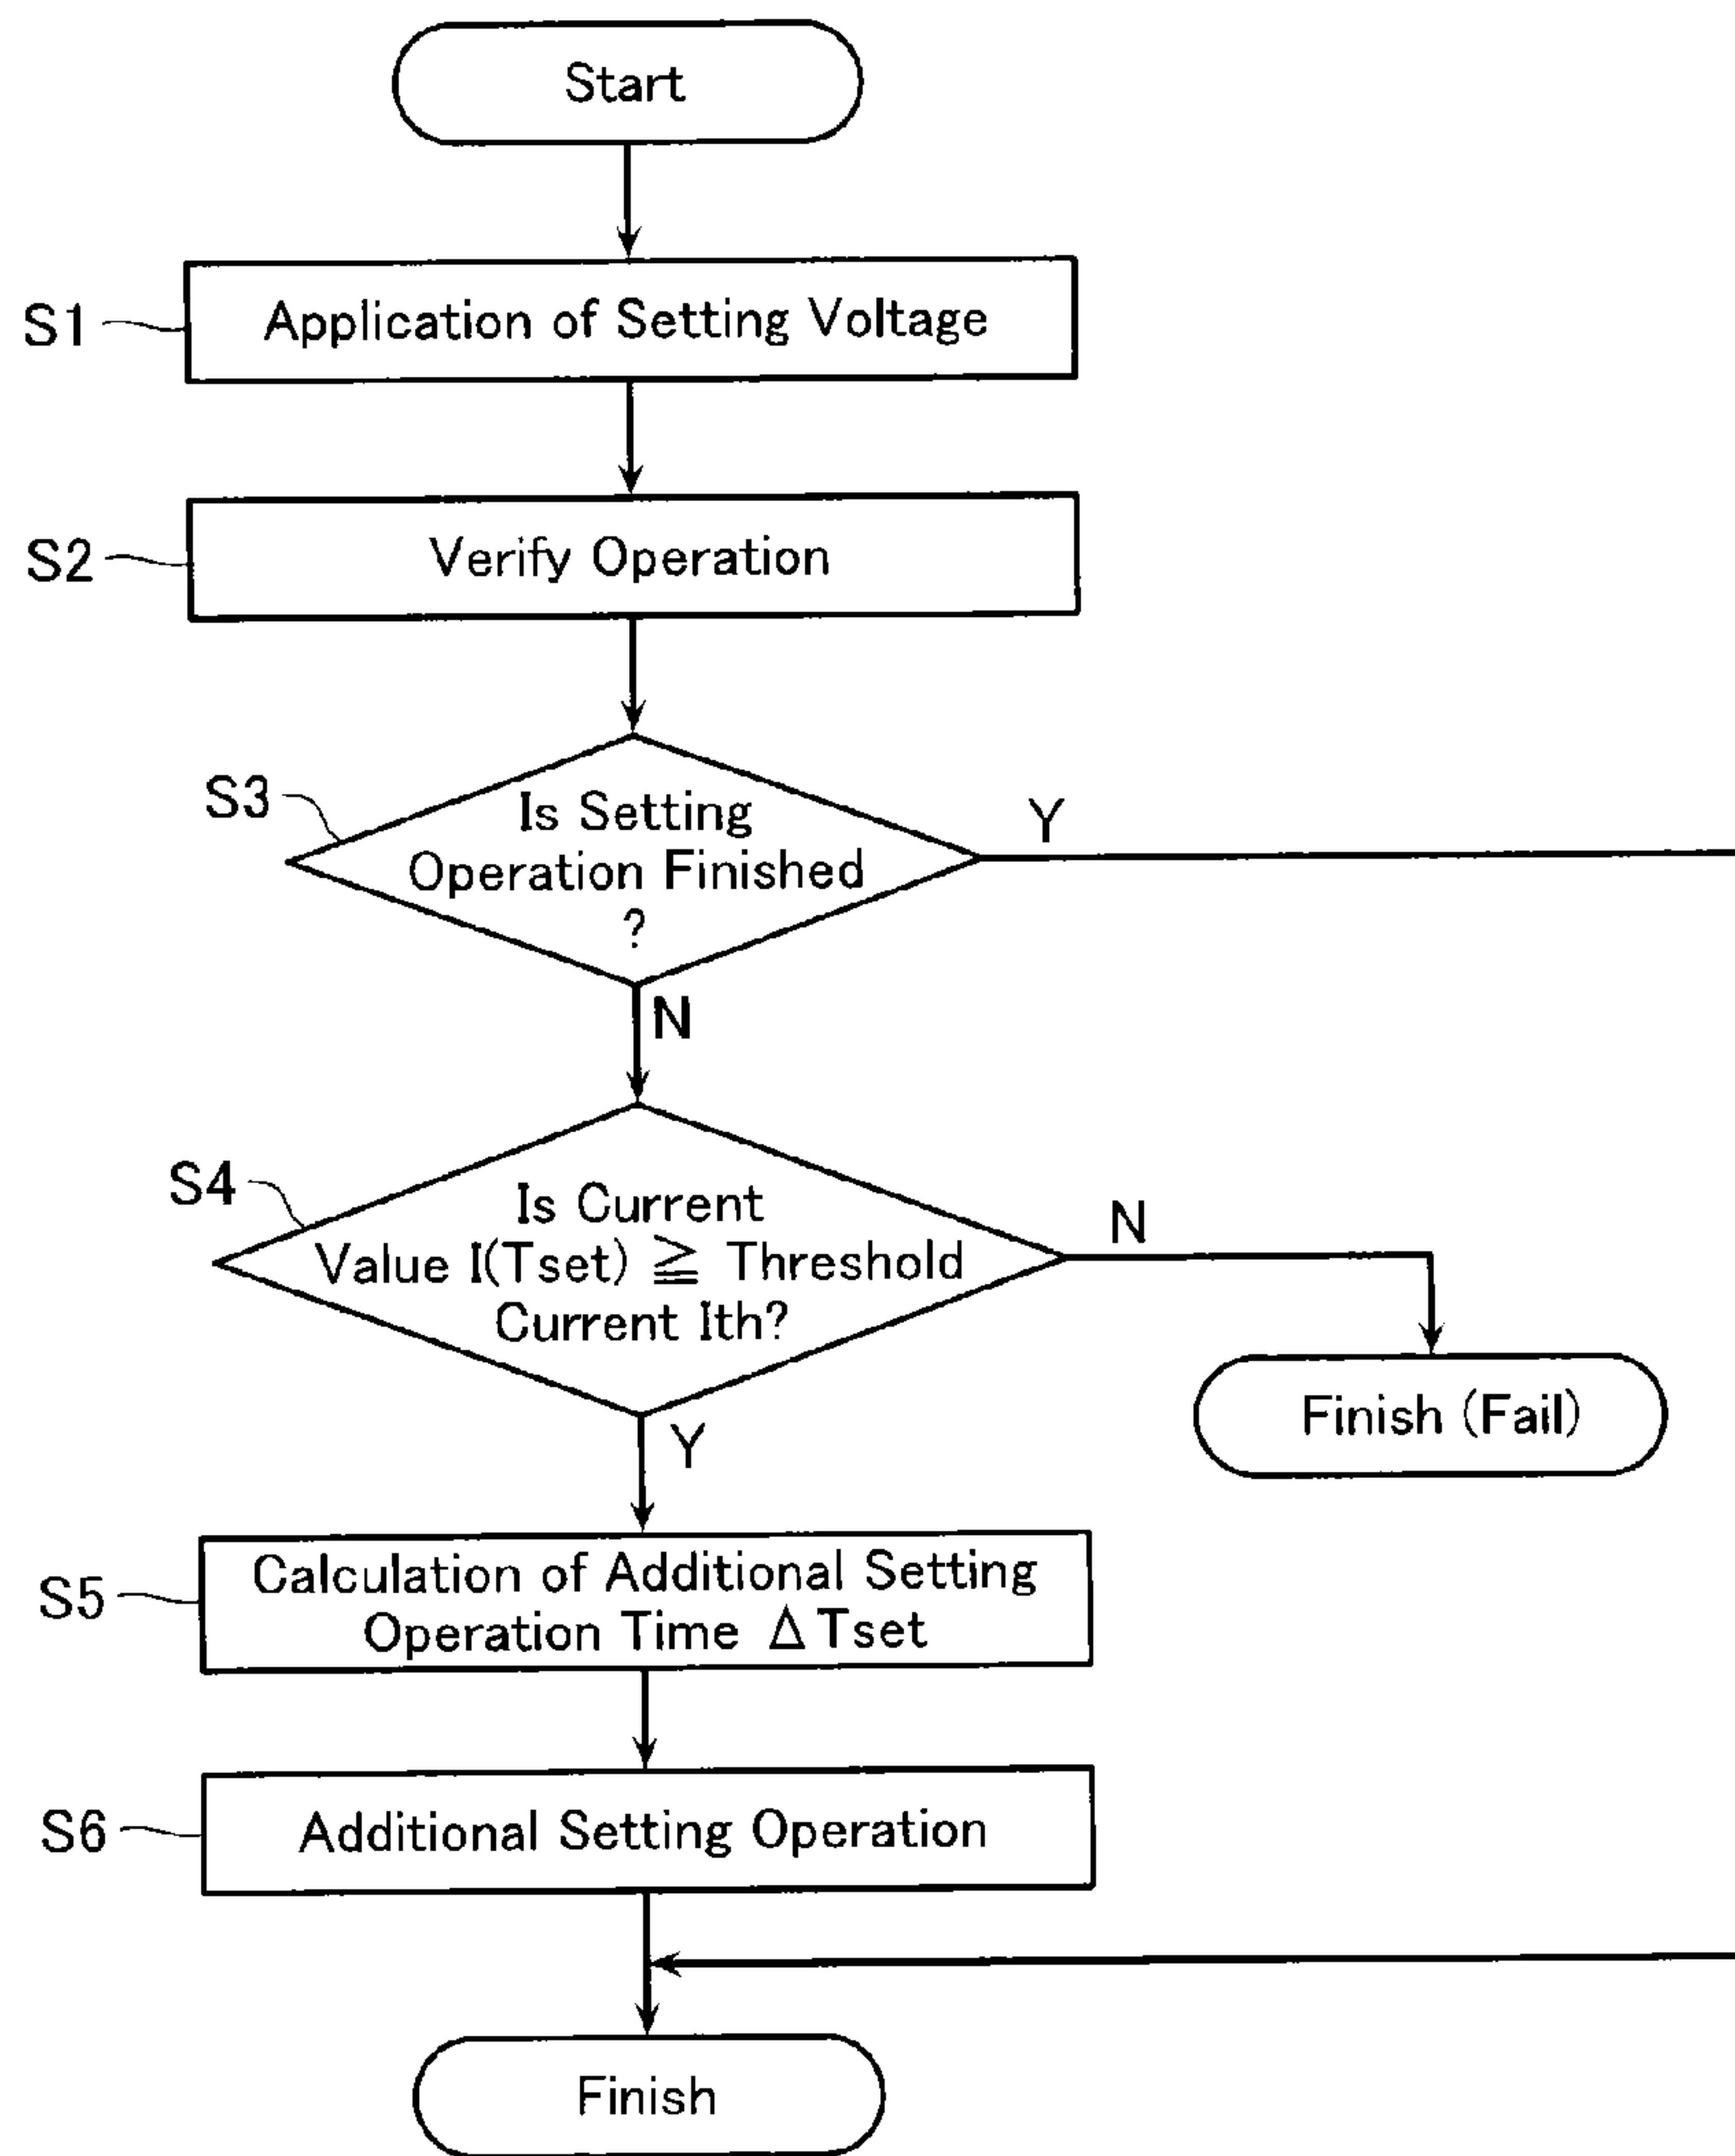 Start
S1
Application of Setting Voltage
S2
Verify Operation
S3
Is Setting
Operation Finished
?
Y
N
S4
Is Current
Value I(Tset) ≧ Threshold
Current Ith?
N
Finish (Fail)
Y
S5
Calculation of Additional Setting
Operation Time ΔTset
S6
Additional Setting Operation
Finish